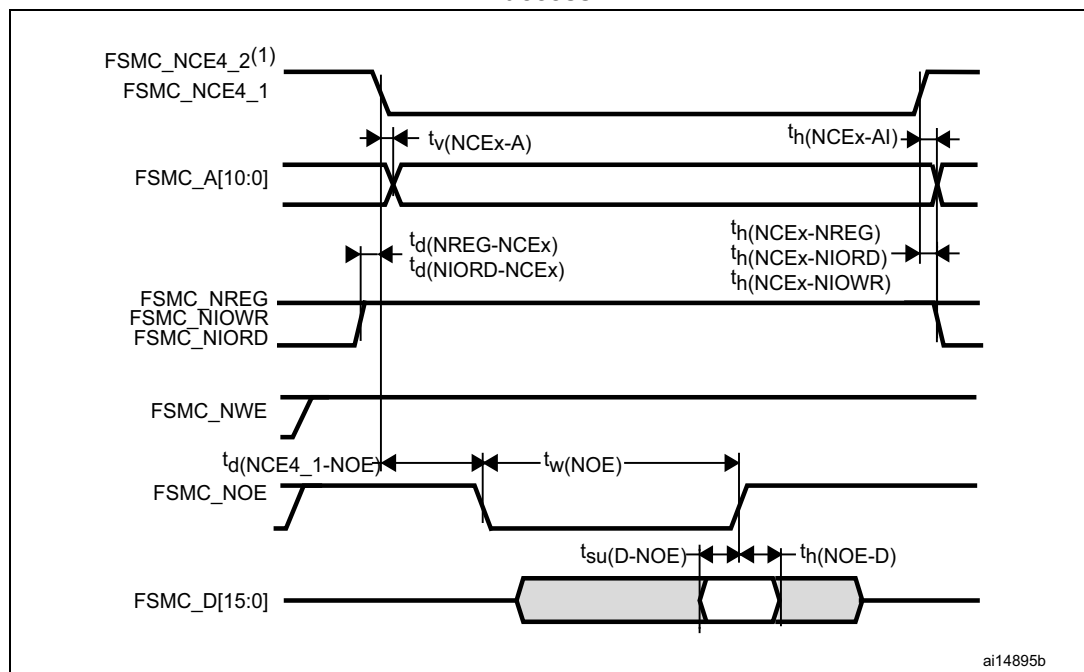 FSMC_NCE4_2(1)
FSMC_NCE4_1
tv(NCEx-A)
th(NCEx-AI)
FSMC_A[10:0]
td(NREG-NCEx)
td(NIORD-NCEx)
th(NCEx-NREG)
th(NCEx-NIORD)
th(NCEx-NIOWR)
FSMC_NREG
FSMC_NIOWR
FSMC_NIORD
FSMC_NWE
td(NCE4_1-NOE)
tw(NOE)
FSMC_NOE
tsu(D-NOE)
th(NOE-D)
FSMC_D[15:0]
ai14895b